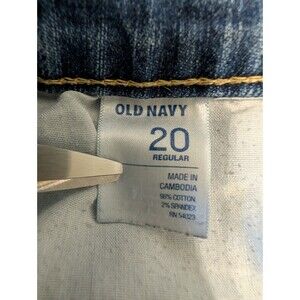 OLD NAVY
20
REGULAR
MADE IN
CAMBODIA
98% COTTON
2% SPANDEX
RN 54023